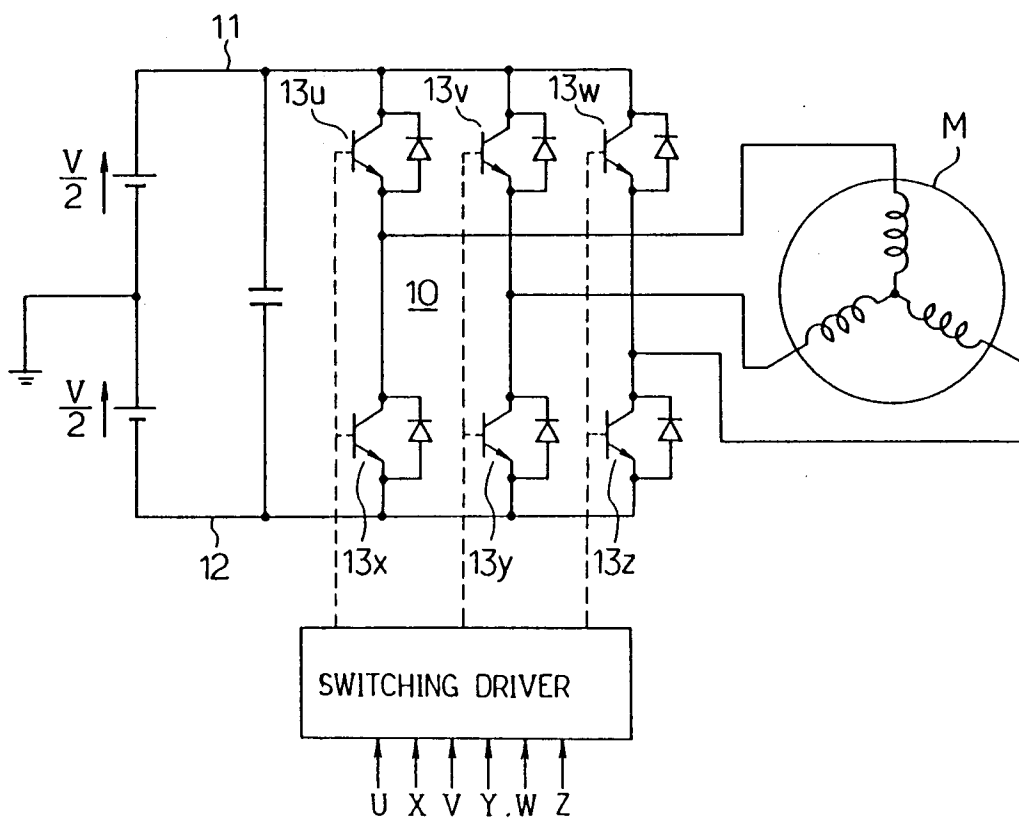 11
13u
13v
13w
M
V
2
10
V
2
12
13x
13y
13z
SWITCHING DRIVER
U X V Y .W Z